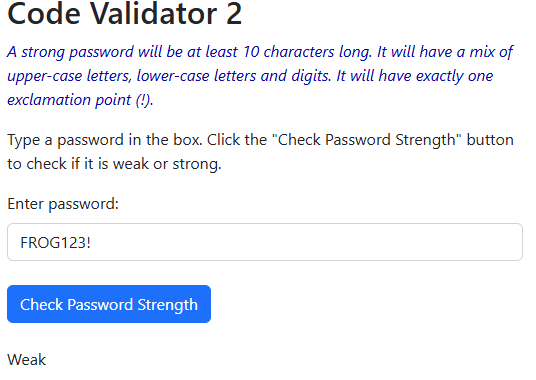 Code Validator 2
A strong password will be at least 10 characters long. It will have a mix of
upper-case letters, lower-case letters and digits. It will have exactly one
exclamation point (!).
Type a password in the box. Click the "Check Password Strength" button
to check if it is weak or strong.
Enter password:
FROG123!
Check Password Strength
Weak